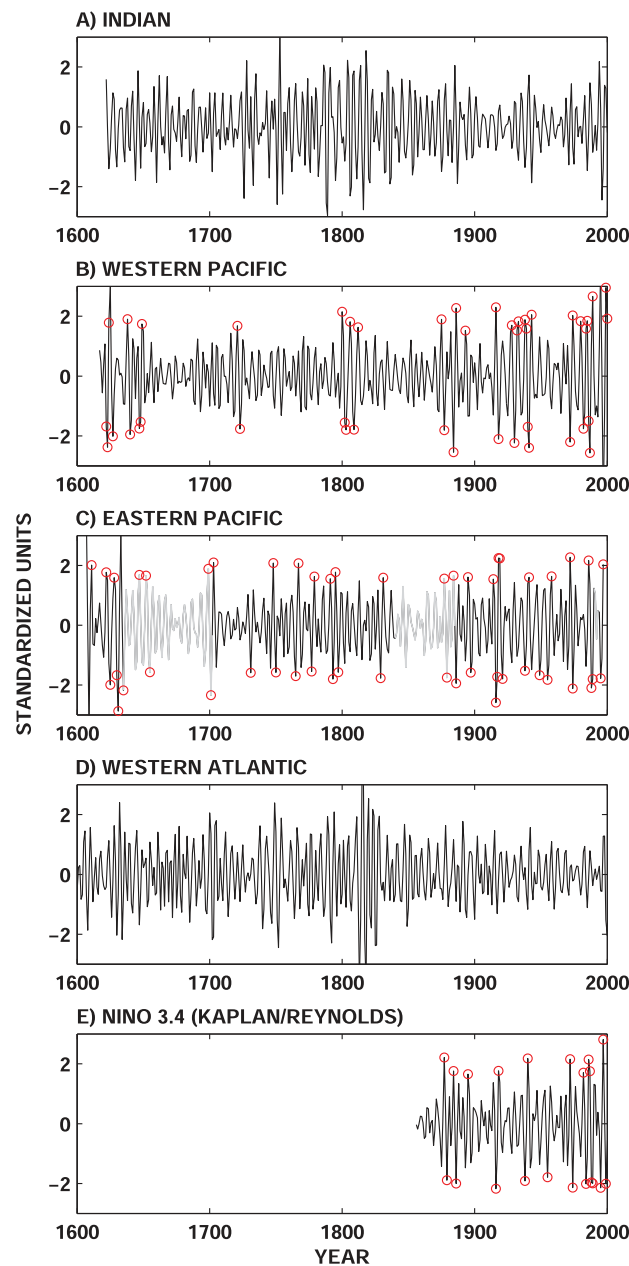 A) INDIAN
2
0
−2
1600 1700 1800 1900 2000
B) WESTERN PACIFIC
2
0
−2
1600 1700 1800 1900 2000
C) EASTERN PACIFIC
2
0
−2
1600 1700 1800 1900 2000
STANDARDIZED UNITS
D) WESTERN ATLANTIC
2
0
−2
1600 1700 1800 1900 2000
E) NINO 3.4 (KAPLAN/REYNOLDS)
2
0
−2
1600 1700 1800 1900 2000
YEAR